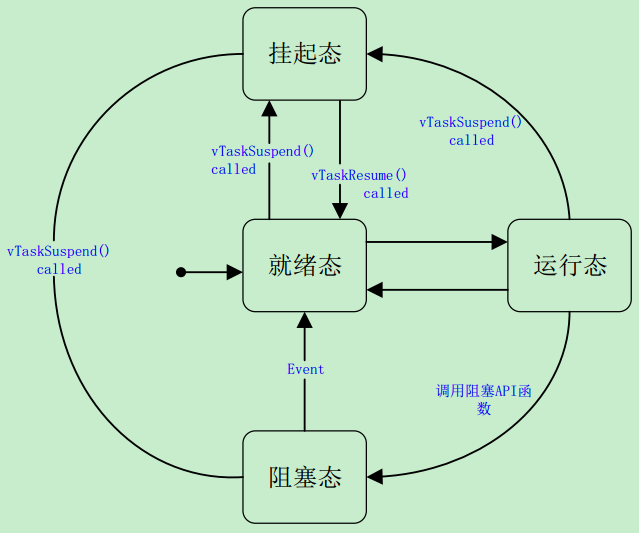 挂起态
vTaskSuspend()
called
vTaskSuspend()
called
vTaskResume()
called
vTaskSuspend()
called
就绪态
运行态
Event
调用阻塞API函
数
阻塞态